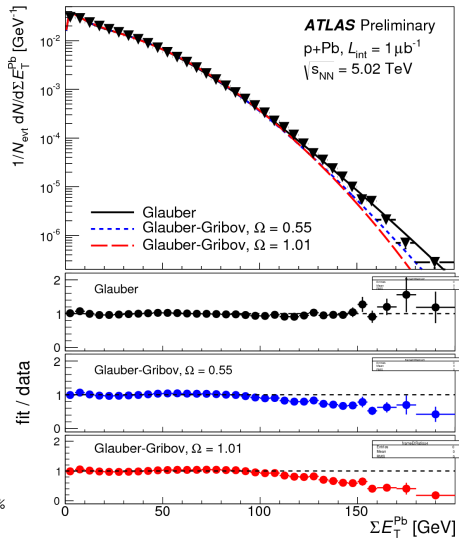 ATLAS Preliminary
p+Pb, L_int = 1 μb⁻¹
√s_NN = 5.02 TeV
1/N_evt dN/dΣE_T^Pb [GeV⁻¹]
10⁻¹
10⁻²
10⁻³
10⁻⁴
10⁻⁵
10⁻⁶
Glauber
Glauber-Gribov, Ω = 0.55
Glauber-Gribov, Ω = 1.01
fit / data
2
Glauber
1
0
2
Glauber-Gribov, Ω = 0.55
1
0
2
Glauber-Gribov, Ω = 1.01
1
0
0 50 100 150 200
%
ΣE_T^Pb [GeV]